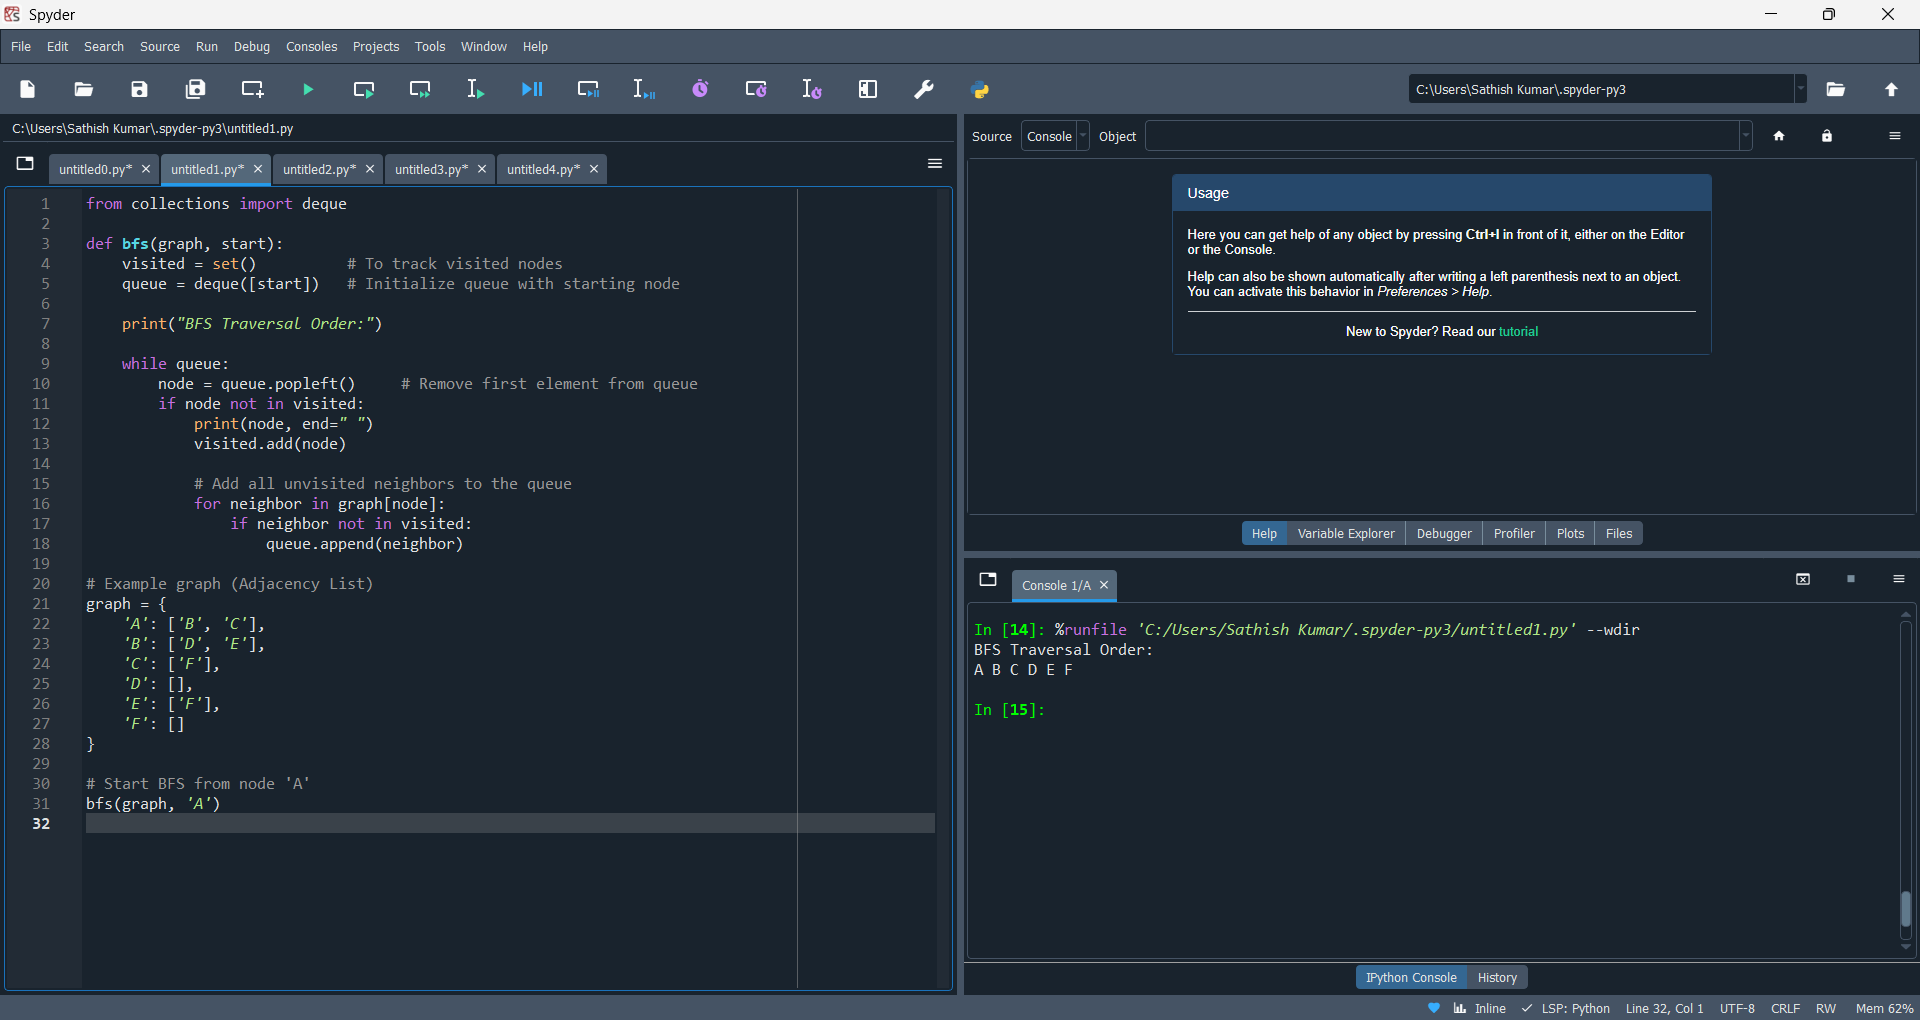 Spyder
File Edit Search Source Run Debug Consoles Projects Tools Window Help
C:\Users\Sathish Kumar\.spyder-py3
C:\Users\Sathish Kumar\.spyder-py3\untitled1.py
untitled0.py* untitled1.py* untitled2.py* untitled3.py* untitled4.py*
1 from collections import deque
2
3 def bfs(graph, start):
4     visited = set()          # To track visited nodes
5     queue = deque([start])   # Initialize queue with starting node
6
7     print("BFS Traversal Order:")
8
9     while queue:
10         node = queue.popleft()     # Remove first element from queue
11         if node not in visited:
12             print(node, end=" ")
13             visited.add(node)
14
15             # Add all unvisited neighbors to the queue
16             for neighbor in graph[node]:
17                 if neighbor not in visited:
18                     queue.append(neighbor)
19
20 # Example graph (Adjacency List)
21 graph = {
22     'A': ['B', 'C'],
23     'B': ['D', 'E'],
24     'C': ['F'],
25     'D': [],
26     'E': ['F'],
27     'F': []
28 }
29
30 # Start BFS from node 'A'
31 bfs(graph, 'A')
32
Source Console Object
Usage
Here you can get help of any object by pressing Ctrl+I in front of it, either on the Editor
or the Console.
Help can also be shown automatically after writing a left parenthesis next to an object.
You can activate this behavior in Preferences > Help.
New to Spyder? Read our tutorial
Help Variable Explorer Debugger Profiler Plots Files
Console 1/A
In [14]: %runfile 'C:/Users/Sathish Kumar/.spyder-py3/untitled1.py' --wdir
BFS Traversal Order:
A B C D E F
In [15]:
IPython Console History
Inline LSP: Python Line 32, Col 1 UTF-8 CRLF RW Mem 62%